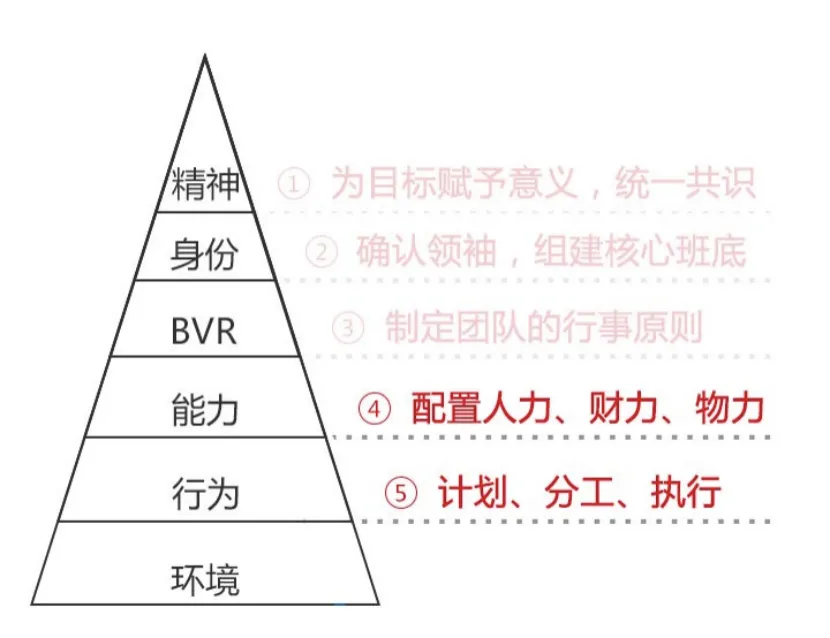 精神 ① 为目标赋予意义，统一共识
身份 ② 确认领袖，组建核心班底
BVR ③ 制定团队的行事原则
能力 ④ 配置人力、财力、物力
行为 ⑤ 计划、分工、执行
环境